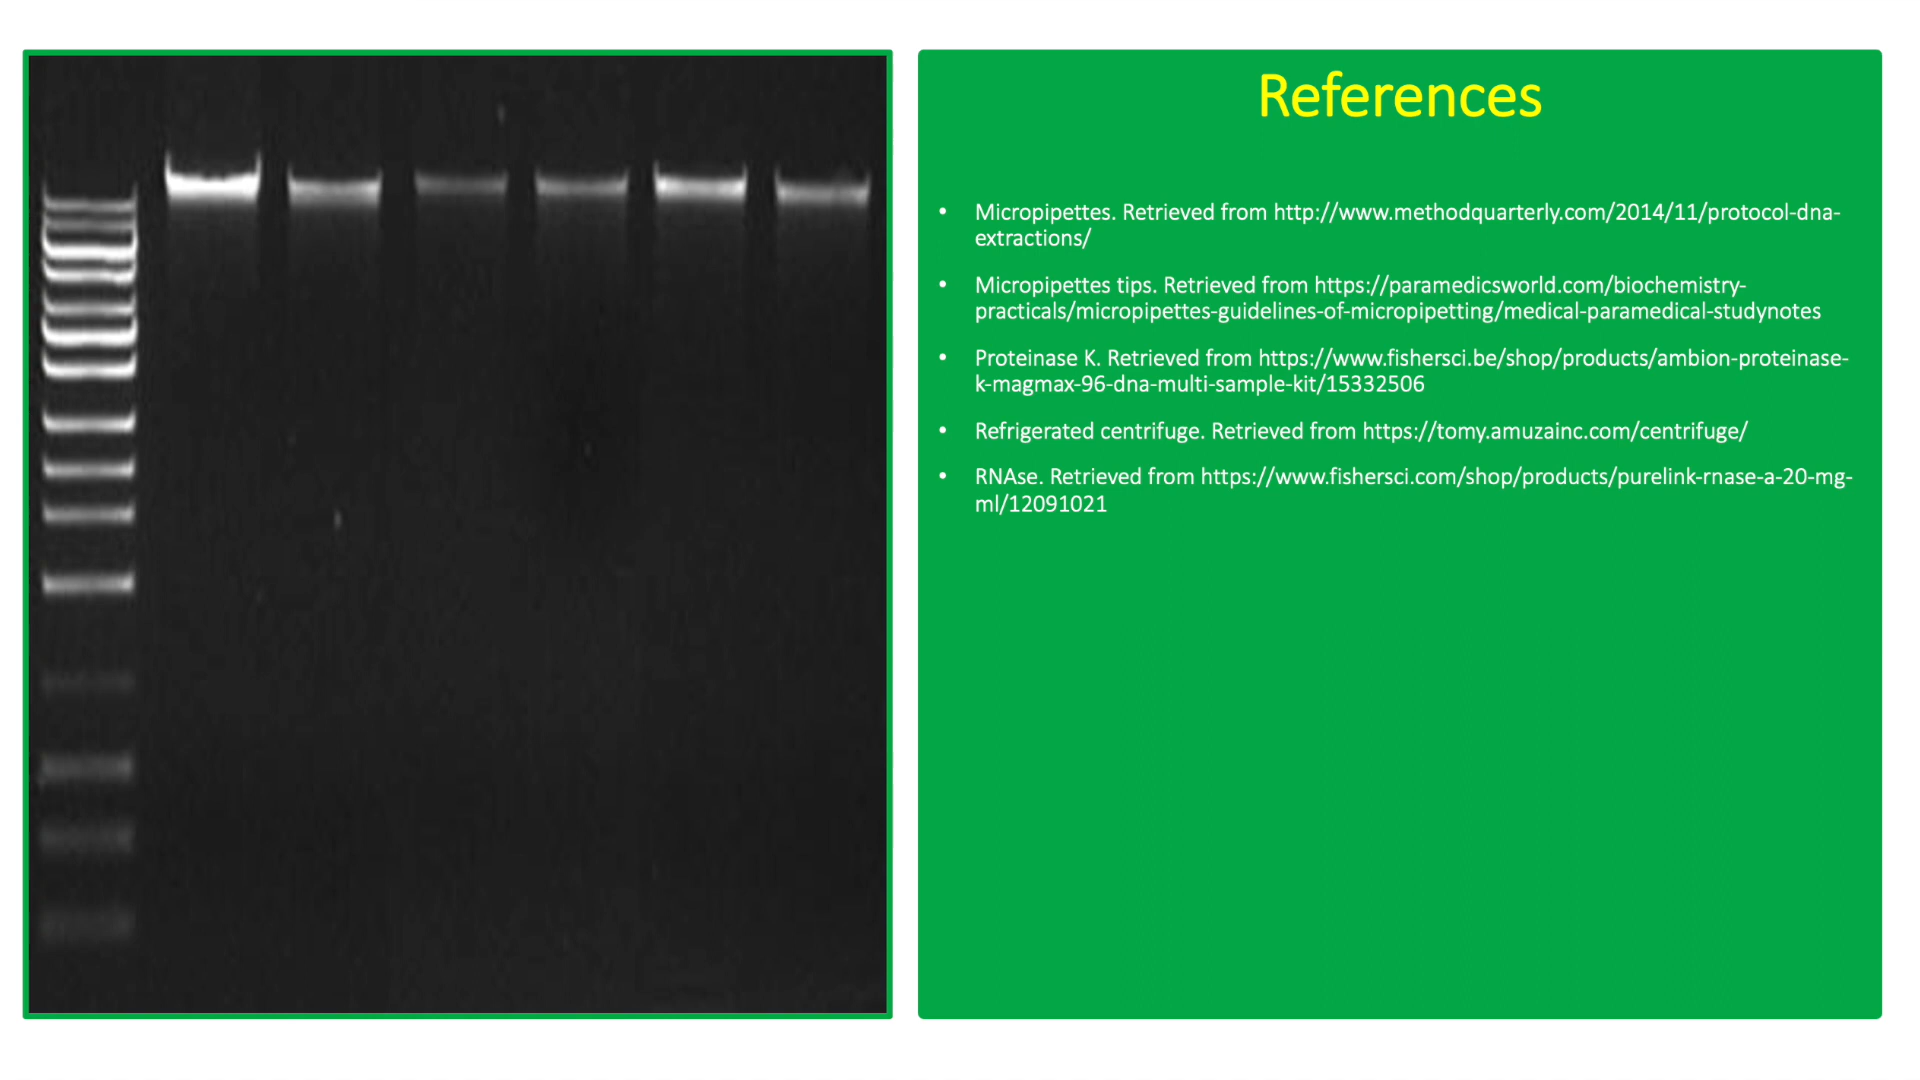 References
• Micropipettes. Retrieved from http://www.methodquarterly.com/2014/11/protocol-dna-
extractions/
• Micropipettes tips. Retrieved from https://paramedicsworld.com/biochemistry-
practicals/micropipettes-guidelines-of-micropipetting/medical-paramedical-studynotes
• Proteinase K. Retrieved from https://www.fishersci.be/shop/products/ambion-proteinase-
k-magmax-96-dna-multi-sample-kit/15332506
• Refrigerated centrifuge. Retrieved from https://tomy.amuzainc.com/centrifuge/
• RNAse. Retrieved from https://www.fishersci.com/shop/products/purelink-rnase-a-20-mg-
ml/12091021